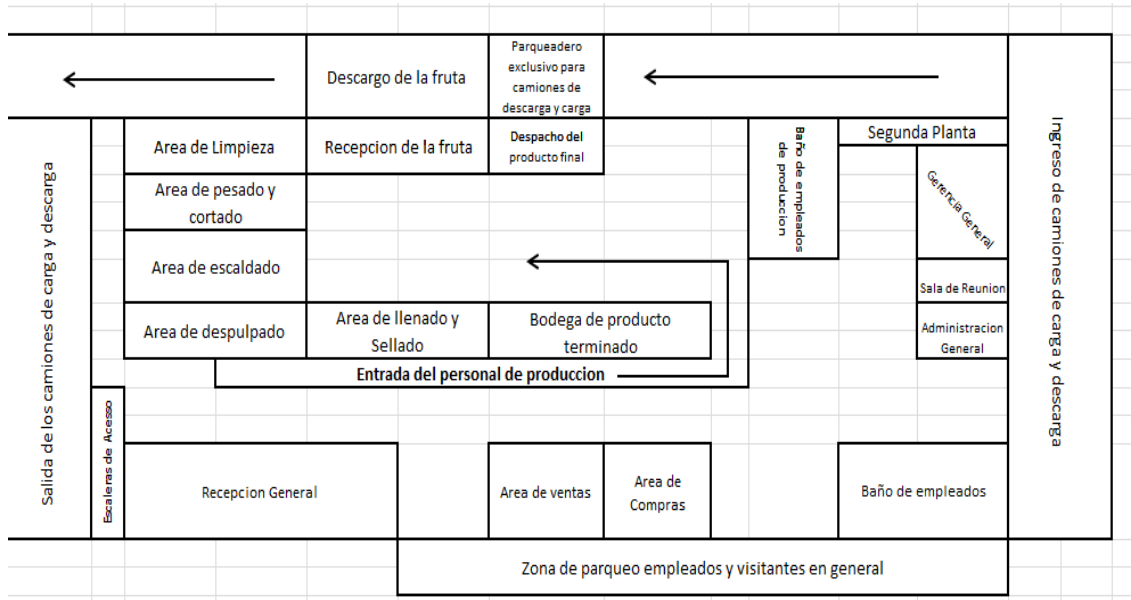 Descargo de la fruta
Parqueadero
exclusivo para
camiones de
descarga y carga
Area de Limpieza
Recepcion de la fruta
Despacho del
producto final
Baño de empleados
de produccion
Segunda Planta
Ingreso de camiones de carga y descarga
Salida de los camiones de carga y descarga
Area de pesado y
cortado
Gerencia General
Area de escaldado
Sala de Reunion
Area de despulpado
Area de llenado y
Sellado
Bodega de producto
terminado
Administracion
General
Entrada del personal de produccion
Escaleras de Acesso
Recepcion General
Area de ventas
Area de
Compras
Baño de empleados
Zona de parqueo empleados y visitantes en general